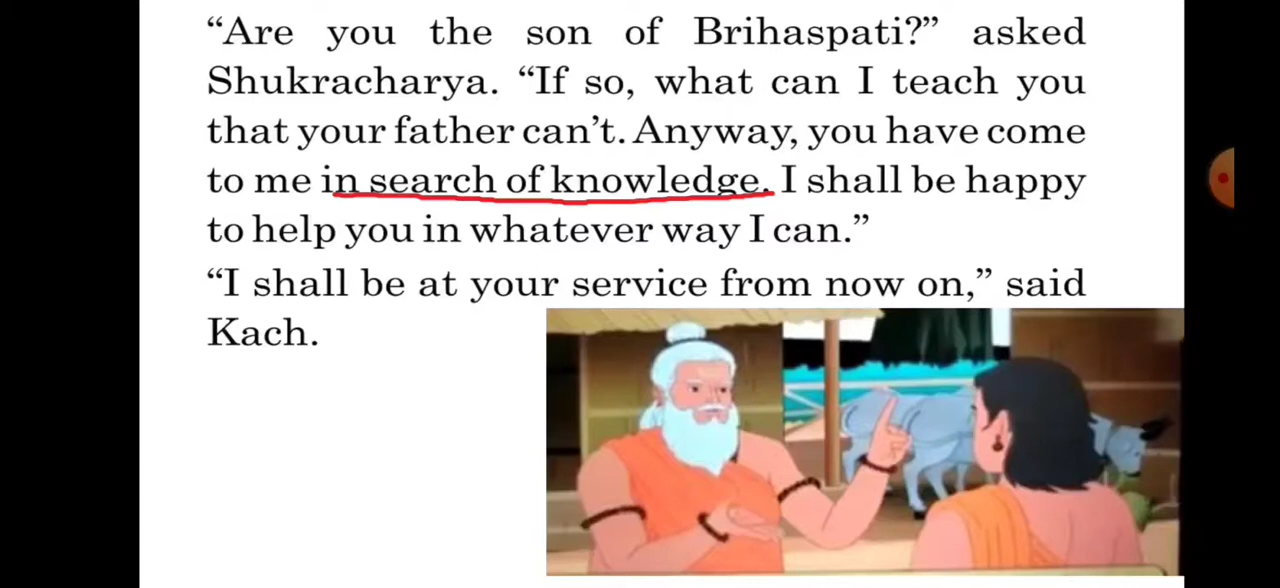 “Are you the son of Brihaspati?” asked
Shukracharya. “If so, what can I teach you
that your father can’t. Anyway, you have come
to me in search of knowledge. I shall be happy
to help you in whatever way I can.”
“I shall be at your service from now on,” said
Kach.